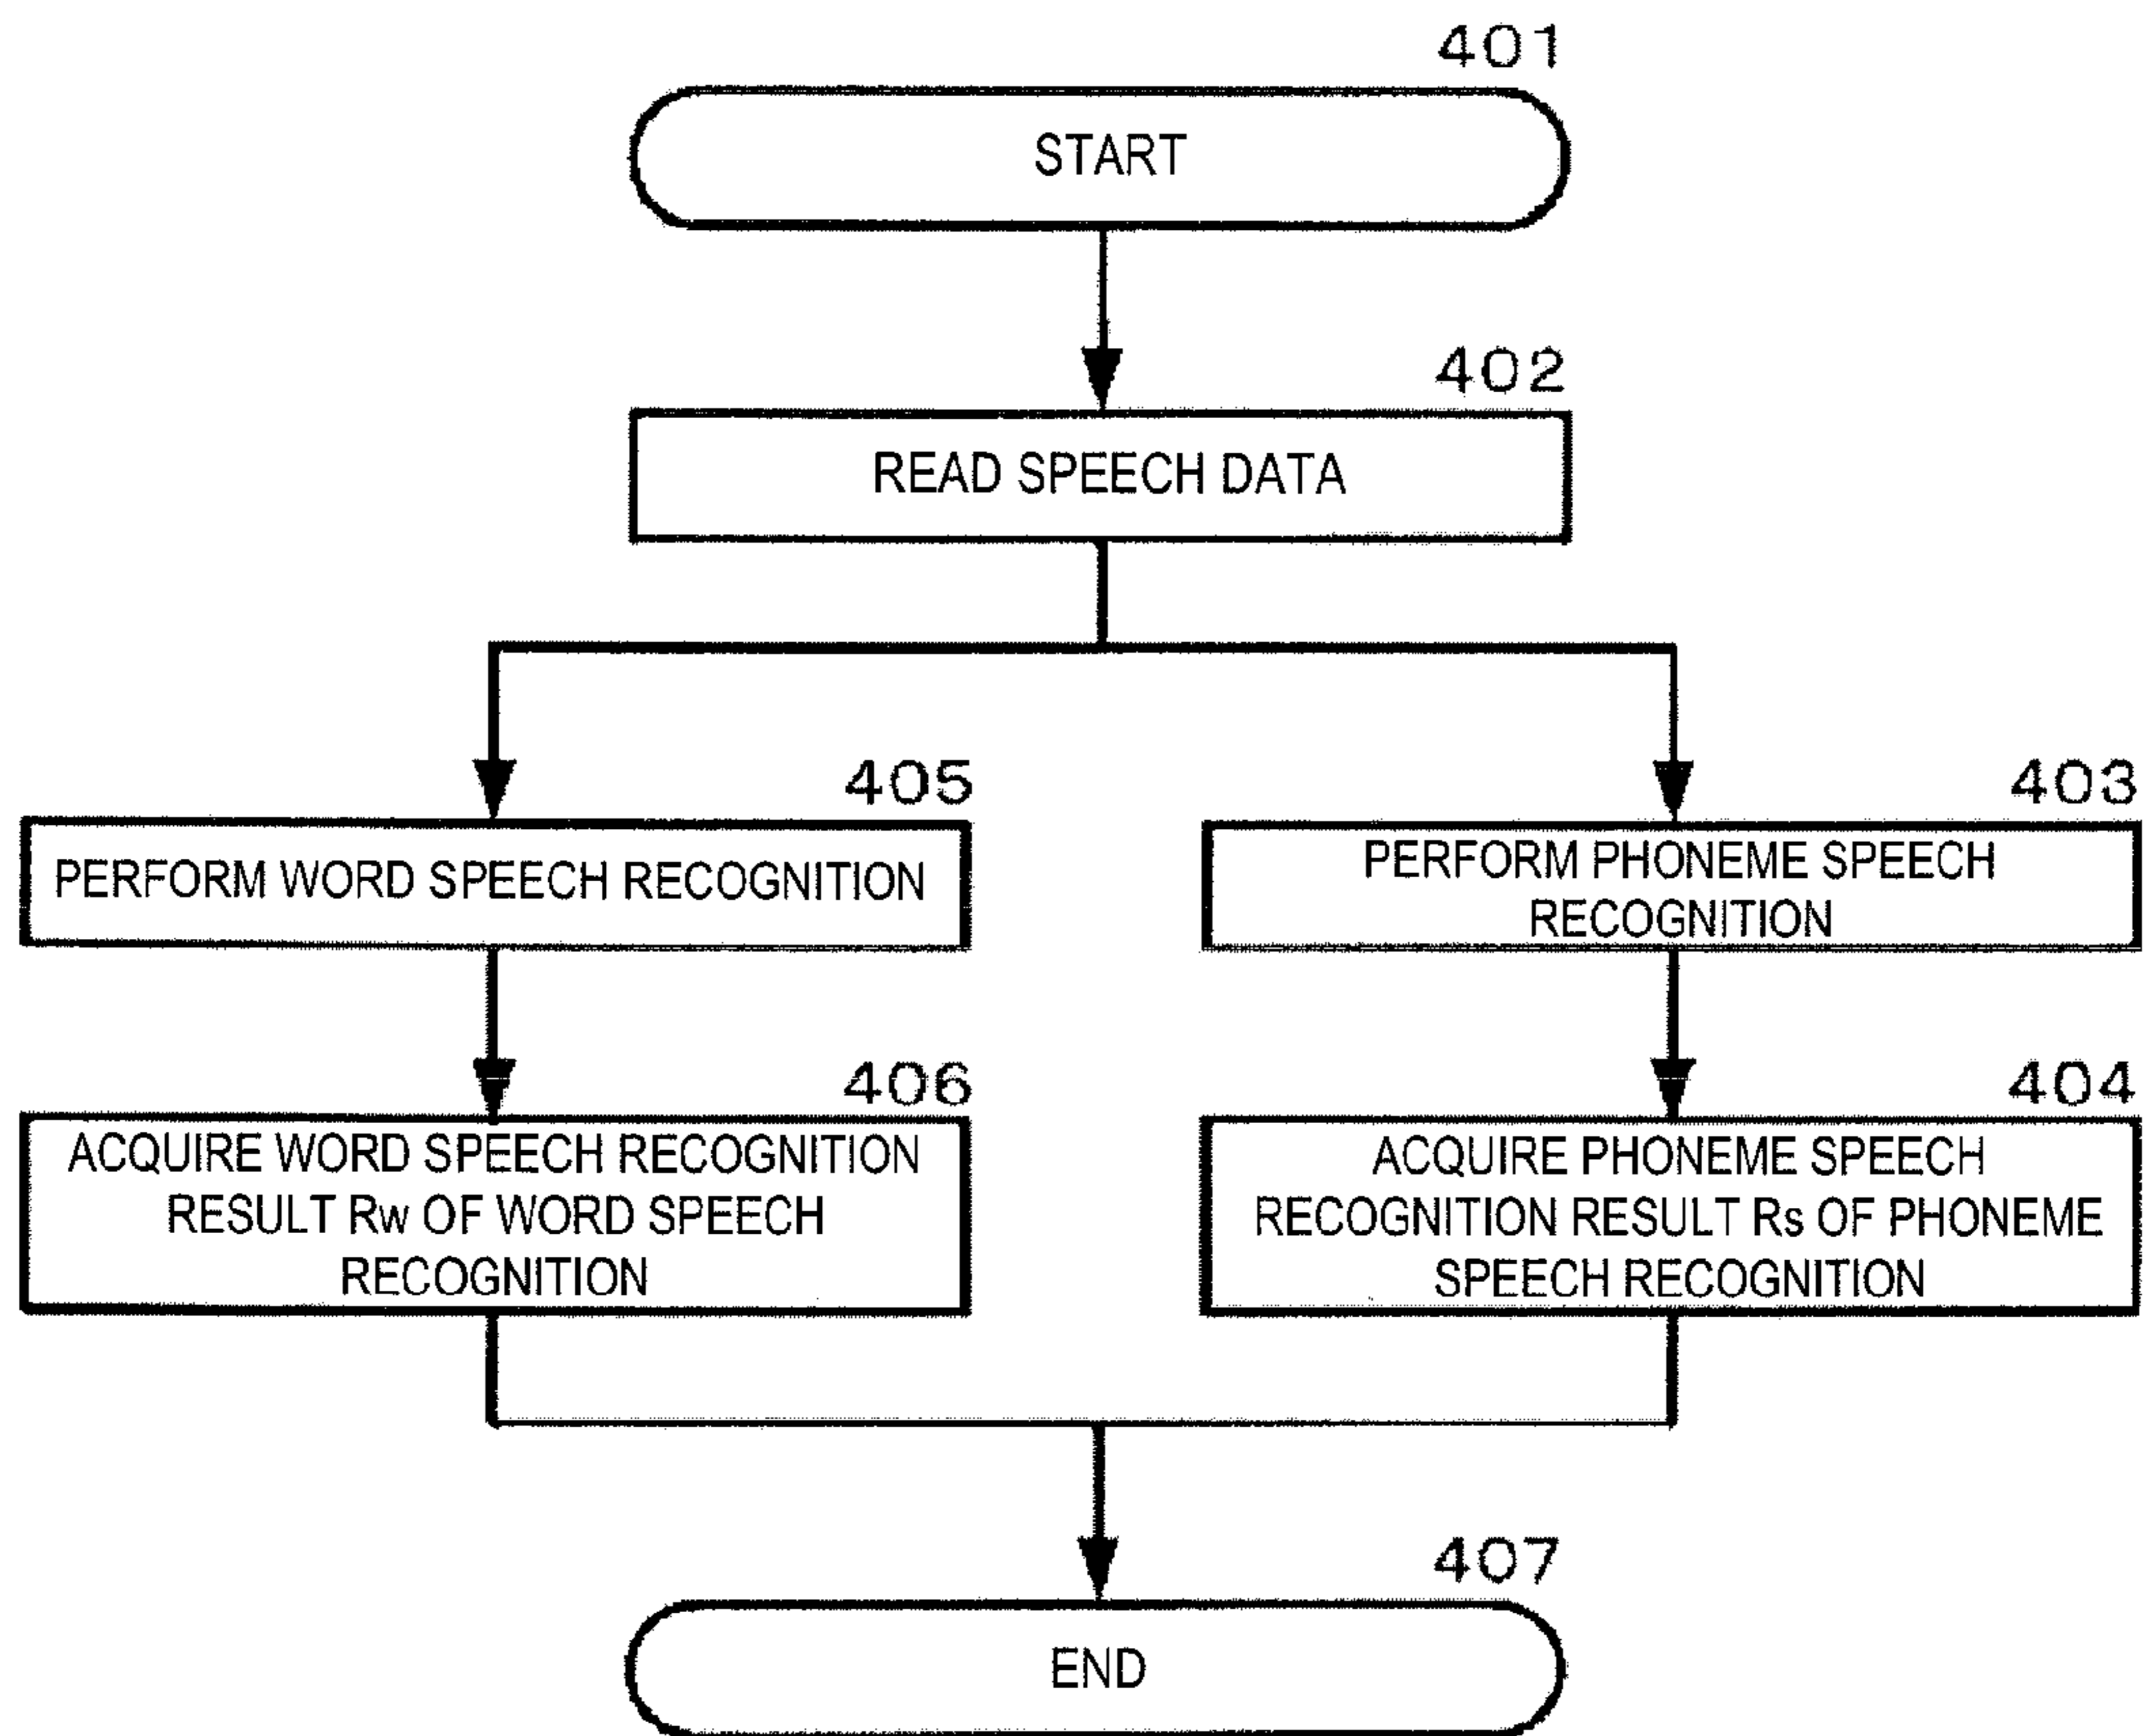 401
START
402
READ SPEECH DATA
405
PERFORM WORD SPEECH RECOGNITION
403
PERFORM PHONEME SPEECH
RECOGNITION
406
ACQUIRE WORD SPEECH RECOGNITION
RESULT Rw OF WORD SPEECH
RECOGNITION
404
ACQUIRE PHONEME SPEECH
RECOGNITION RESULT Rs OF PHONEME
SPEECH RECOGNITION
407
END